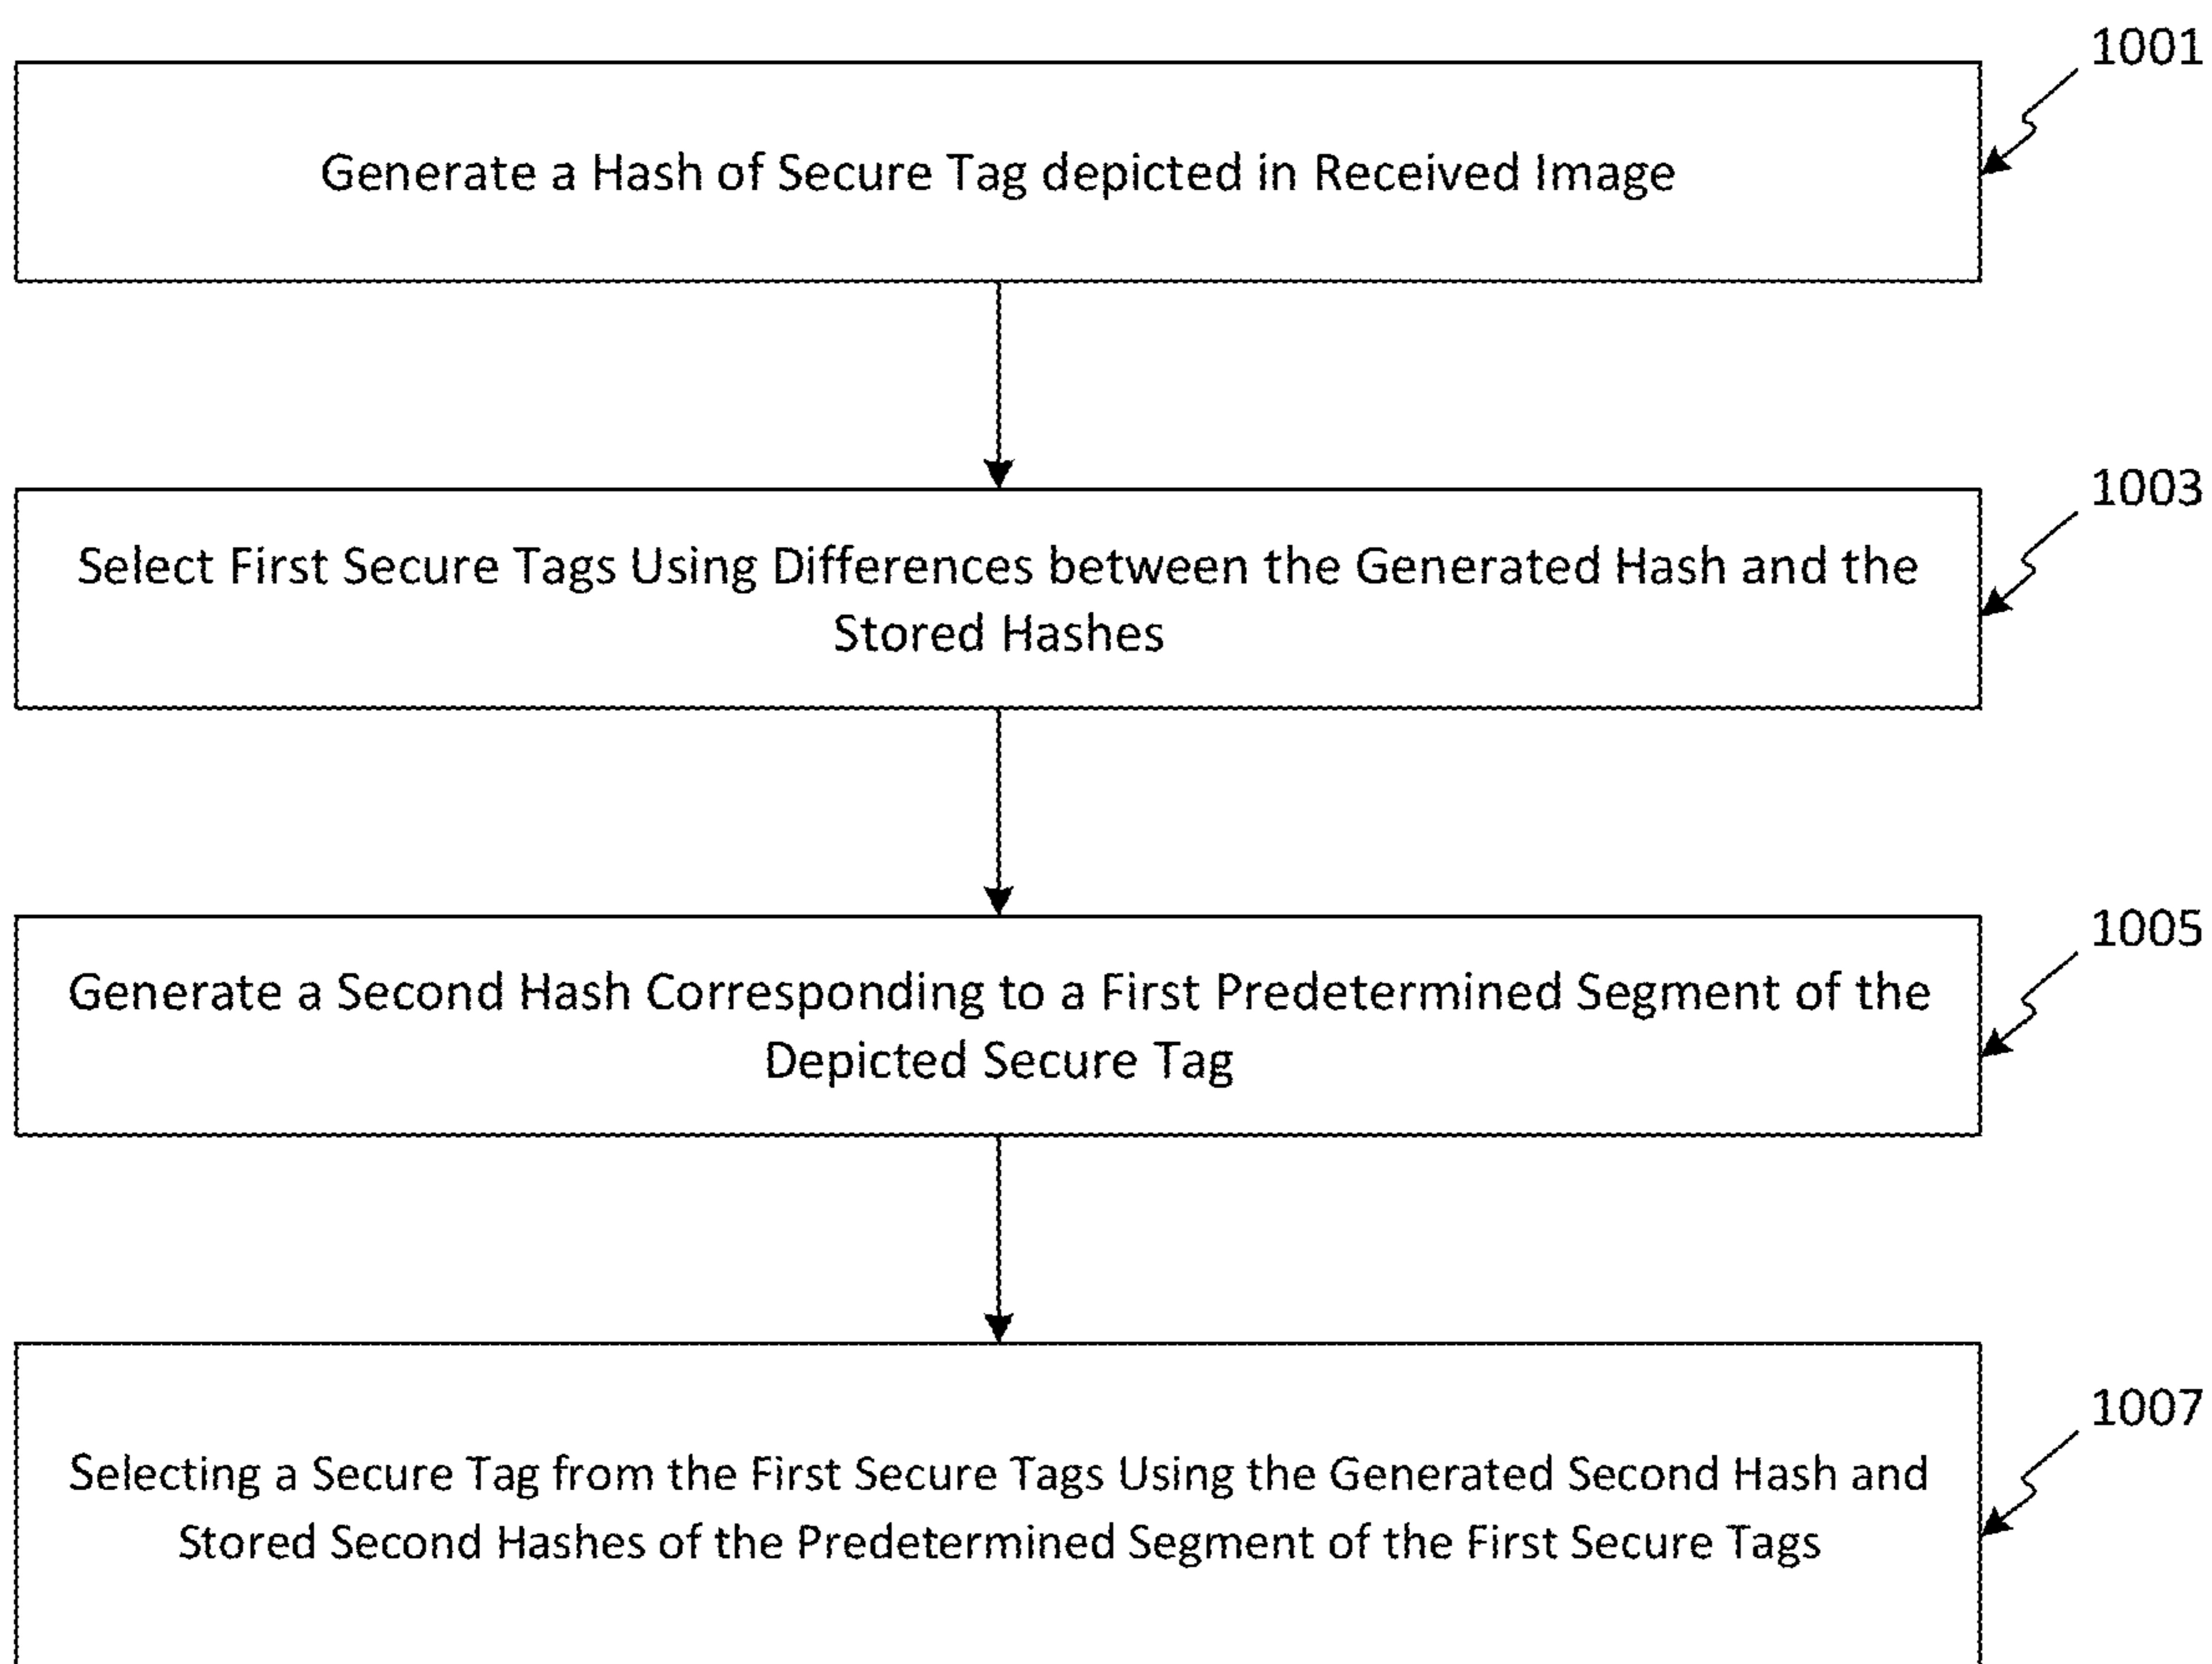 1001
Generate a Hash of Secure Tag depicted in Received Image
1003
Select First Secure Tags Using Differences between the Generated Hash and the
Stored Hashes
1005
Generate a Second Hash Corresponding to a First Predetermined Segment of the
Depicted Secure Tag
1007
Selecting a Secure Tag from the First Secure Tags Using the Generated Second Hash and
Stored Second Hashes of the Predetermined Segment of the First Secure Tags